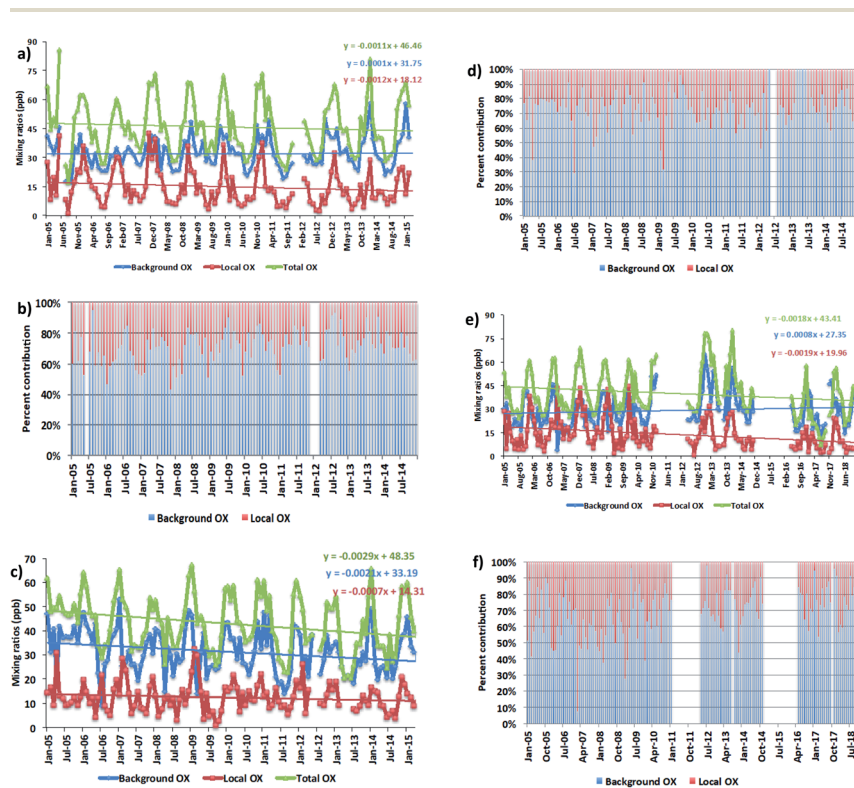 a)
y = -0.0011x + 46.46
y = 0.0001x + 31.75
y = -0.0012x + 18.12
Mixing ratios (ppb)
90
75
60
45
30
15
0
Jan-05 Jun-05 Nov-05 Apr-06 Sep-06 Feb-07 Jul-07 Dec-07 May-08 Oct-08 Mar-09 Aug-09 Jan-10 Jun-10 Nov-10 Apr-11 Sep-11 Feb-12 Jul-12 Dec-12 May-13 Oct-13 Mar-14 Aug-14 Jan-15
Background OX Local OX Total OX
b)
Percent contribution
100%
80%
60%
40%
20%
0%
Jan-05 Jul-05 Jan-06 Jul-06 Jan-07 Jul-07 Jan-08 Jul-08 Jan-09 Jul-09 Jan-10 Jul-10 Jan-11 Jul-11 Jan-12 Jul-12 Jan-13 Jul-13 Jan-14 Jul-14
Background OX Local OX
c)
y = -0.0029x + 48.35
y = -0.0021x + 33.19
y = -0.0007x + 14.31
Mixing ratios (ppb)
70
60
50
40
30
20
10
0
Jan-05 Jul-05 Jan-06 Jul-06 Jan-07 Jul-07 Jan-08 Jul-08 Jan-09 Jul-09 Jan-10 Jul-10 Jan-11 Jul-11 Jan-12 Jul-12 Jan-13 Jul-13 Jan-14 Jul-14 Jan-15
Background OX Local OX Total OX
d)
Percent contribution
100%
90%
80%
70%
60%
50%
40%
30%
20%
10%
0%
Jan-05 Jul-05 Jan-06 Jul-06 Jan-07 Jul-07 Jan-08 Jul-08 Jan-09 Jul-09 Jan-10 Jul-10 Jan-11 Jul-11 Jan-12 Jul-12 Jan-13 Jul-13 Jan-14 Jul-14
Background OX Local OX
e)
y = -0.0018x + 43.41
y = 0.0008x + 27.35
y = -0.0019x + 19.96
Mixing ratios (ppb)
90
75
60
45
30
15
0
Jan-05 Aug-05 Mar-06 Oct-06 May-07 Dec-07 Jul-08 Feb-09 Sep-09 Apr-10 Nov-10 Jun-11 Jan-12 Aug-12 Mar-13 Oct-13 May-14 Dec-14 Jul-15 Feb-16 Sep-16 Apr-17 Nov-17 Jun-18
Background OX Local OX Total OX
f)
Percent contribution
100%
90%
80%
70%
60%
50%
40%
30%
20%
10%
0%
Jan-05 Oct-05 Jul-06 Apr-07 Jan-08 Oct-08 Jul-09 Apr-10 Jan-11 Oct-11 Jul-12 Apr-13 Jan-14 Oct-14 Jul-15 Apr-16 Jan-17 Oct-17 Jul-18
Background OX Local OX